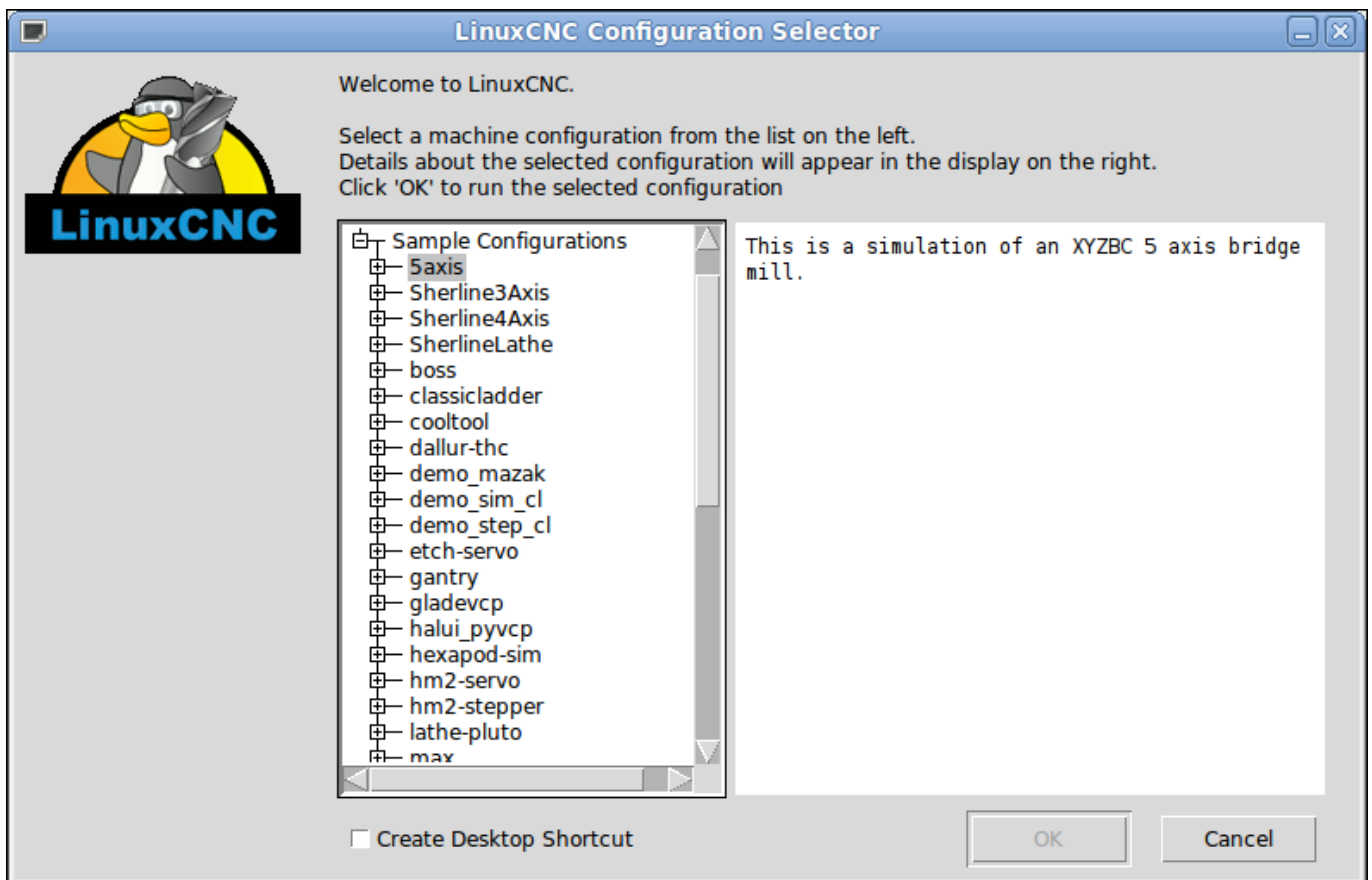 LinuxCNC Configuration Selector
LinuxCNC
Welcome to LinuxCNC.
Select a machine configuration from the list on the left.
Details about the selected configuration will appear in the display on the right.
Click 'OK' to run the selected configuration
Sample Configurations
5axis
Sherline3Axis
Sherline4Axis
SherlineLathe
boss
classicladder
cooltool
dallur-thc
demo_mazak
demo_sim_cl
demo_step_cl
etch-servo
gantry
gladevcp
halui_pyvcp
hexapod-sim
hm2-servo
hm2-stepper
lathe-pluto
max
This is a simulation of an XYZBC 5 axis bridge
mill.
Create Desktop Shortcut
OK
Cancel